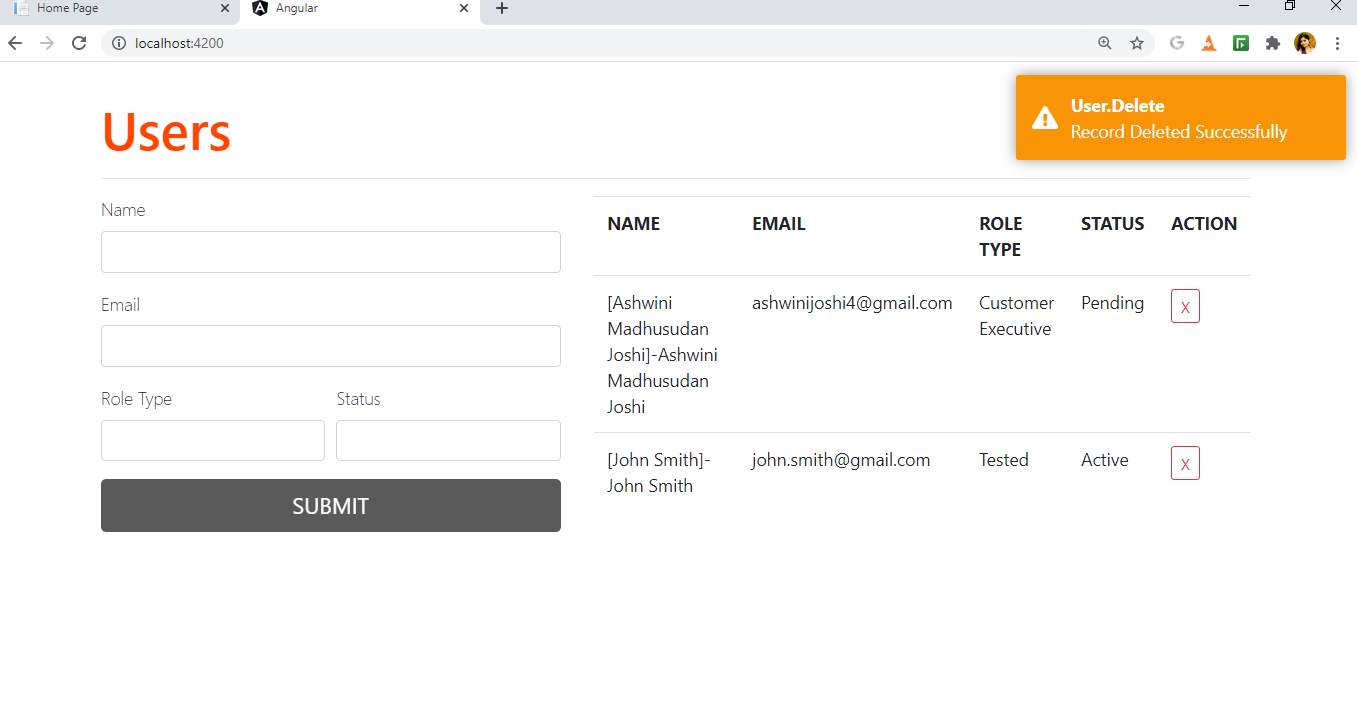 Home Page
Angular
localhost:4200
User.Delete
Record Deleted Successfully
Users
Name
Email
Role Type
Status
SUBMIT
NAME EMAIL ROLE STATUS ACTION
TYPE
[Ashwini ashwinijoshi4@gmail.com Customer Pending X
Madhusudan Executive
Joshi]-Ashwini
Madhusudan
Joshi
[John Smith]- john.smith@gmail.com Tested Active X
John Smith